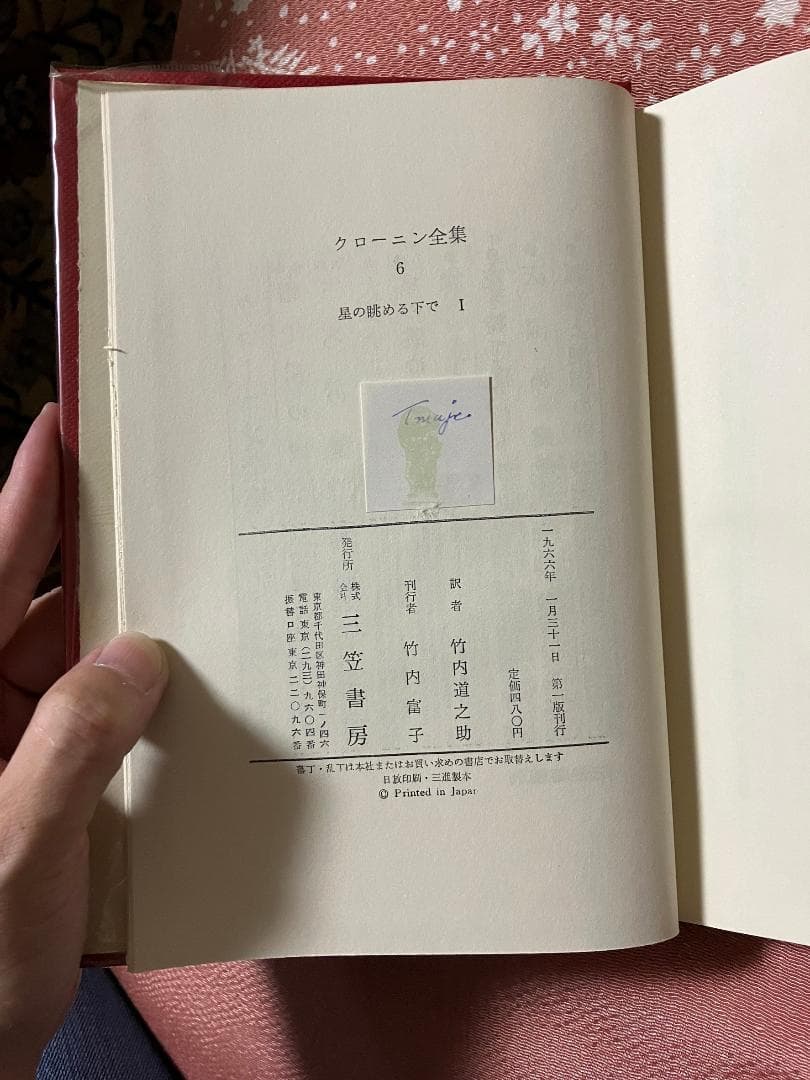 クローニン全集
6
星の眺める下で Ⅰ
一九六六年 一月三十一日 第一版刊行
定価四八〇円
訳者 竹内道之助
刊行者 竹内富子
発行所 株式会社 三笠書房
東京都千代田区神田神保町一ノ四六
電話東京(二九三)九六〇四番
振替口座東京二二〇九六番
落丁・乱丁は本社またはお買い求めの書店でお取替えします
日放印刷・三進製本
© Printed in Japan